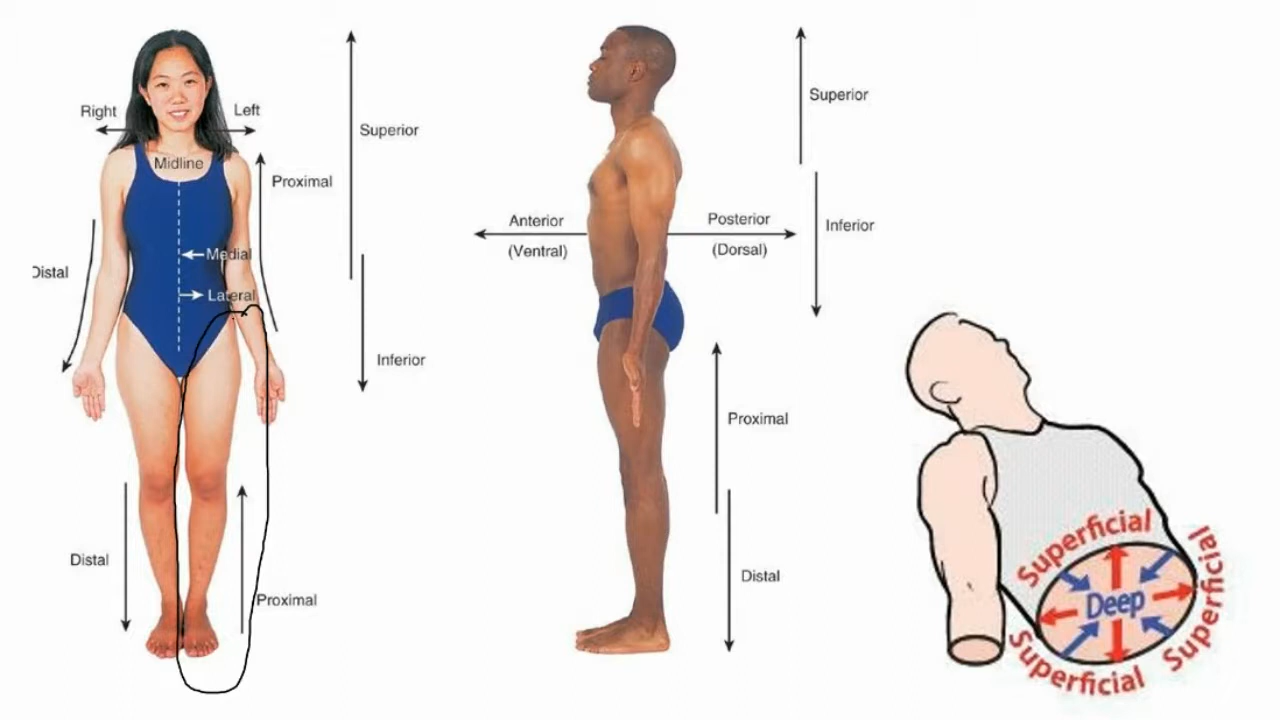 Right
Left
Midline
Superior
Proximal
Medial
Distal
Lateral
Inferior
Distal
Proximal
Superior
Anterior
(Ventral)
Posterior
(Dorsal)
Inferior
Proximal
Distal
Superficial
Superficial
Deep
Superficial